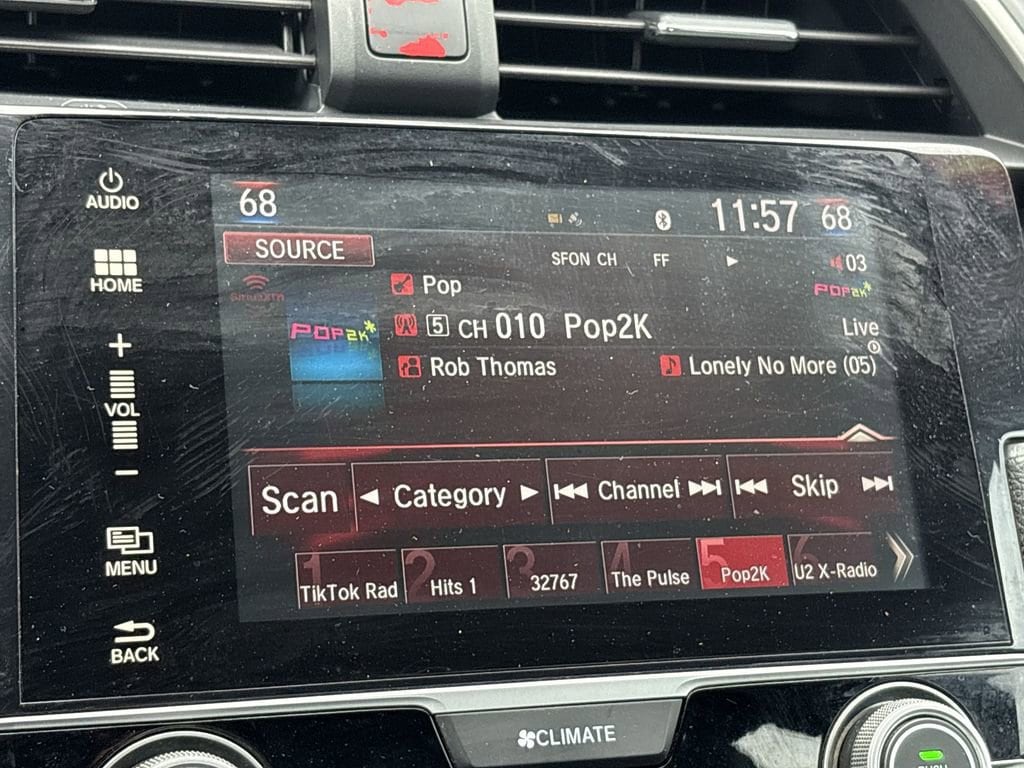 AUDIO
HOME
+
VOL
−
MENU
BACK
68
11:57 68
SOURCE
SFON CH FF
03
SiriusXM
Pop
POP2K*
POP2K*
5 CH 010 Pop2K
Live
Rob Thomas
Lonely No More (05)
Scan
Category
Channel
Skip
1 TikTok Rad
2 Hits 1
3 32767
4 The Pulse
5 Pop2K
6 U2 X-Radio
CLIMATE
PUSH